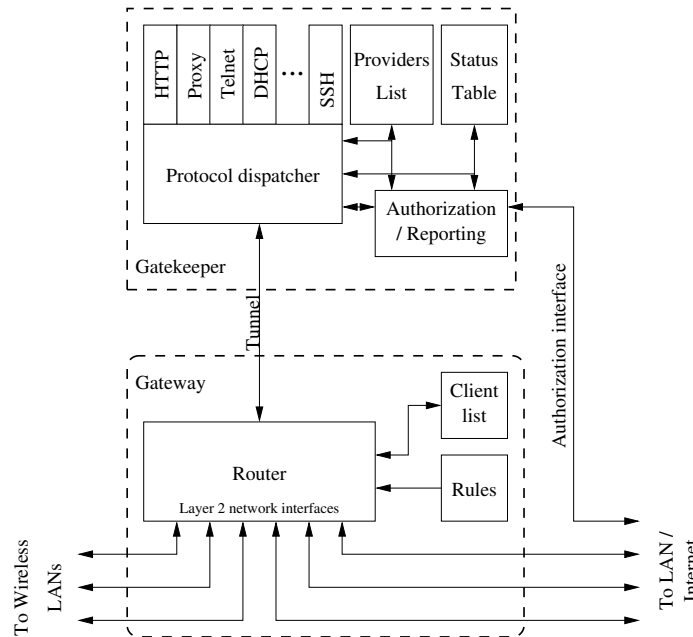 HTTP
Proxy
Telnet
DHCP
...
SSH
Providers
List
Status
Table
Protocol dispatcher
Authorization
/ Reporting
Gatekeeper
Tunnel
Authorization interface
Gateway
Client
list
Router
Layer 2 network interfaces
Rules
To Wireless
LANs
To LAN /
Internet